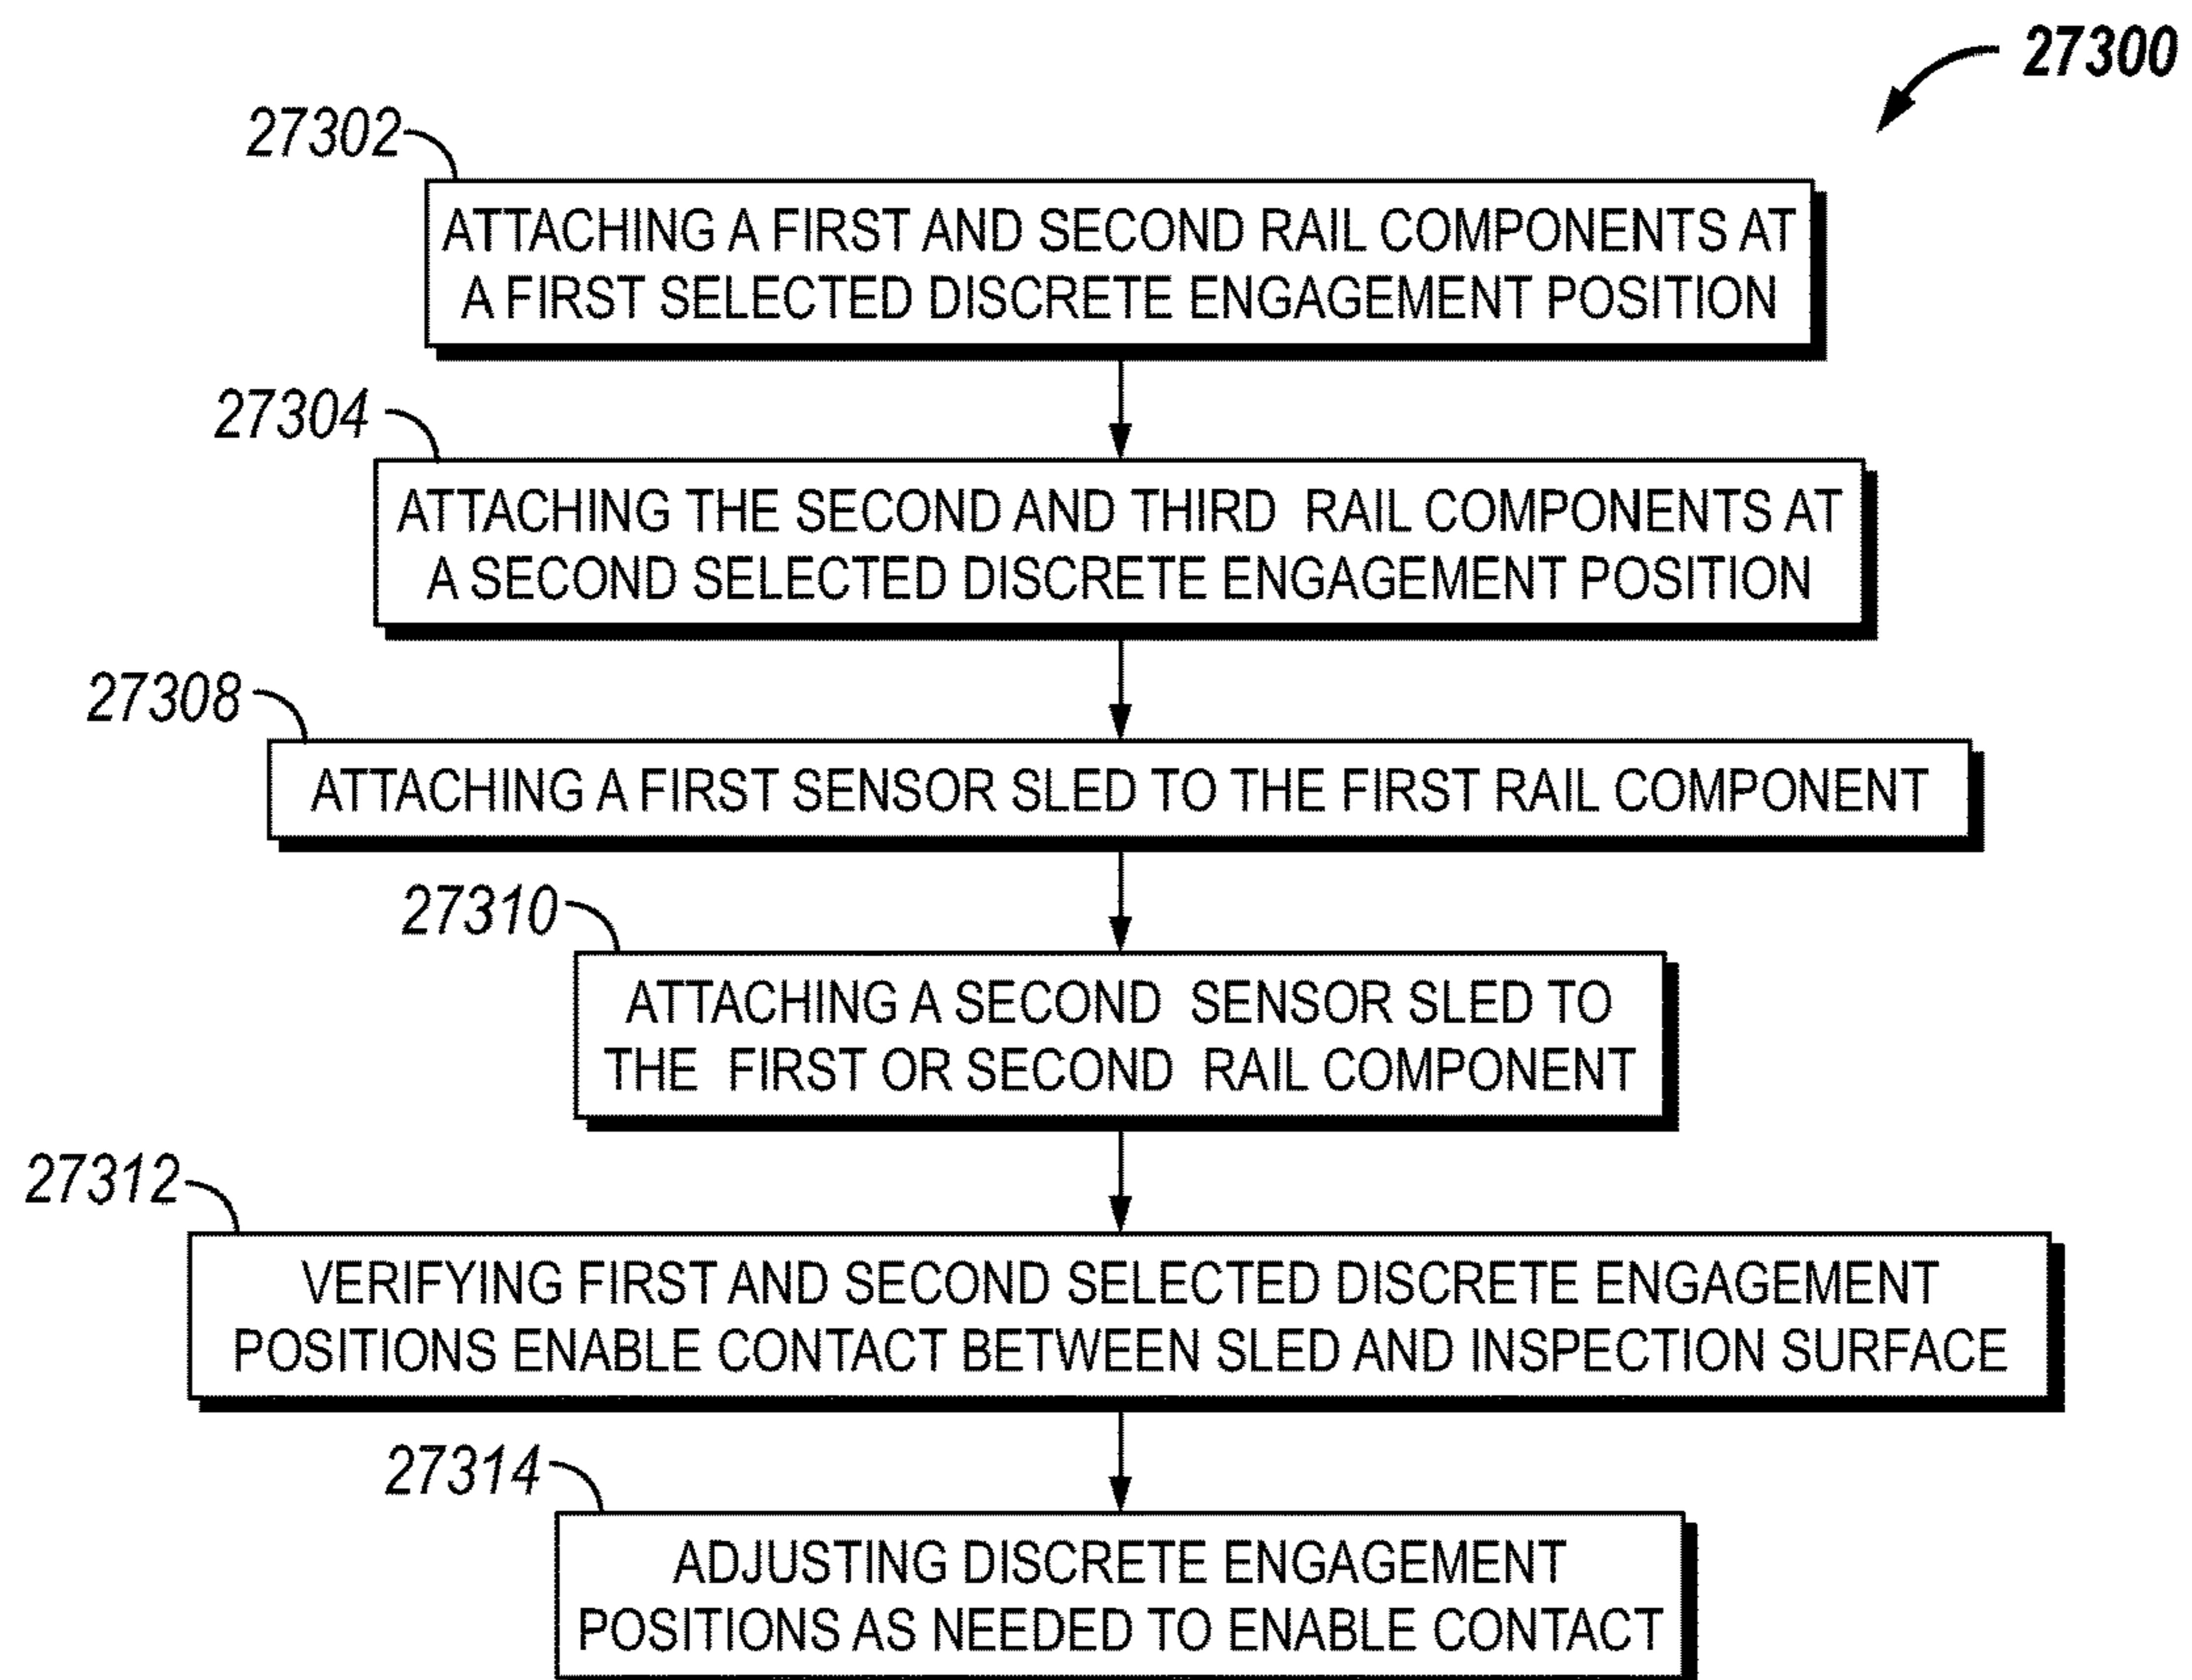 27300
27302
ATTACHING A FIRST AND SECOND RAIL COMPONENTS AT
A FIRST SELECTED DISCRETE ENGAGEMENT POSITION
27304
ATTACHING THE SECOND AND THIRD RAIL COMPONENTS AT
A SECOND SELECTED DISCRETE ENGAGEMENT POSITION
27308
ATTACHING A FIRST SENSOR SLED TO THE FIRST RAIL COMPONENT
27310
ATTACHING A SECOND SENSOR SLED TO
THE FIRST OR SECOND RAIL COMPONENT
27312
VERIFYING FIRST AND SECOND SELECTED DISCRETE ENGAGEMENT
POSITIONS ENABLE CONTACT BETWEEN SLED AND INSPECTION SURFACE
27314
ADJUSTING DISCRETE ENGAGEMENT
POSITIONS AS NEEDED TO ENABLE CONTACT